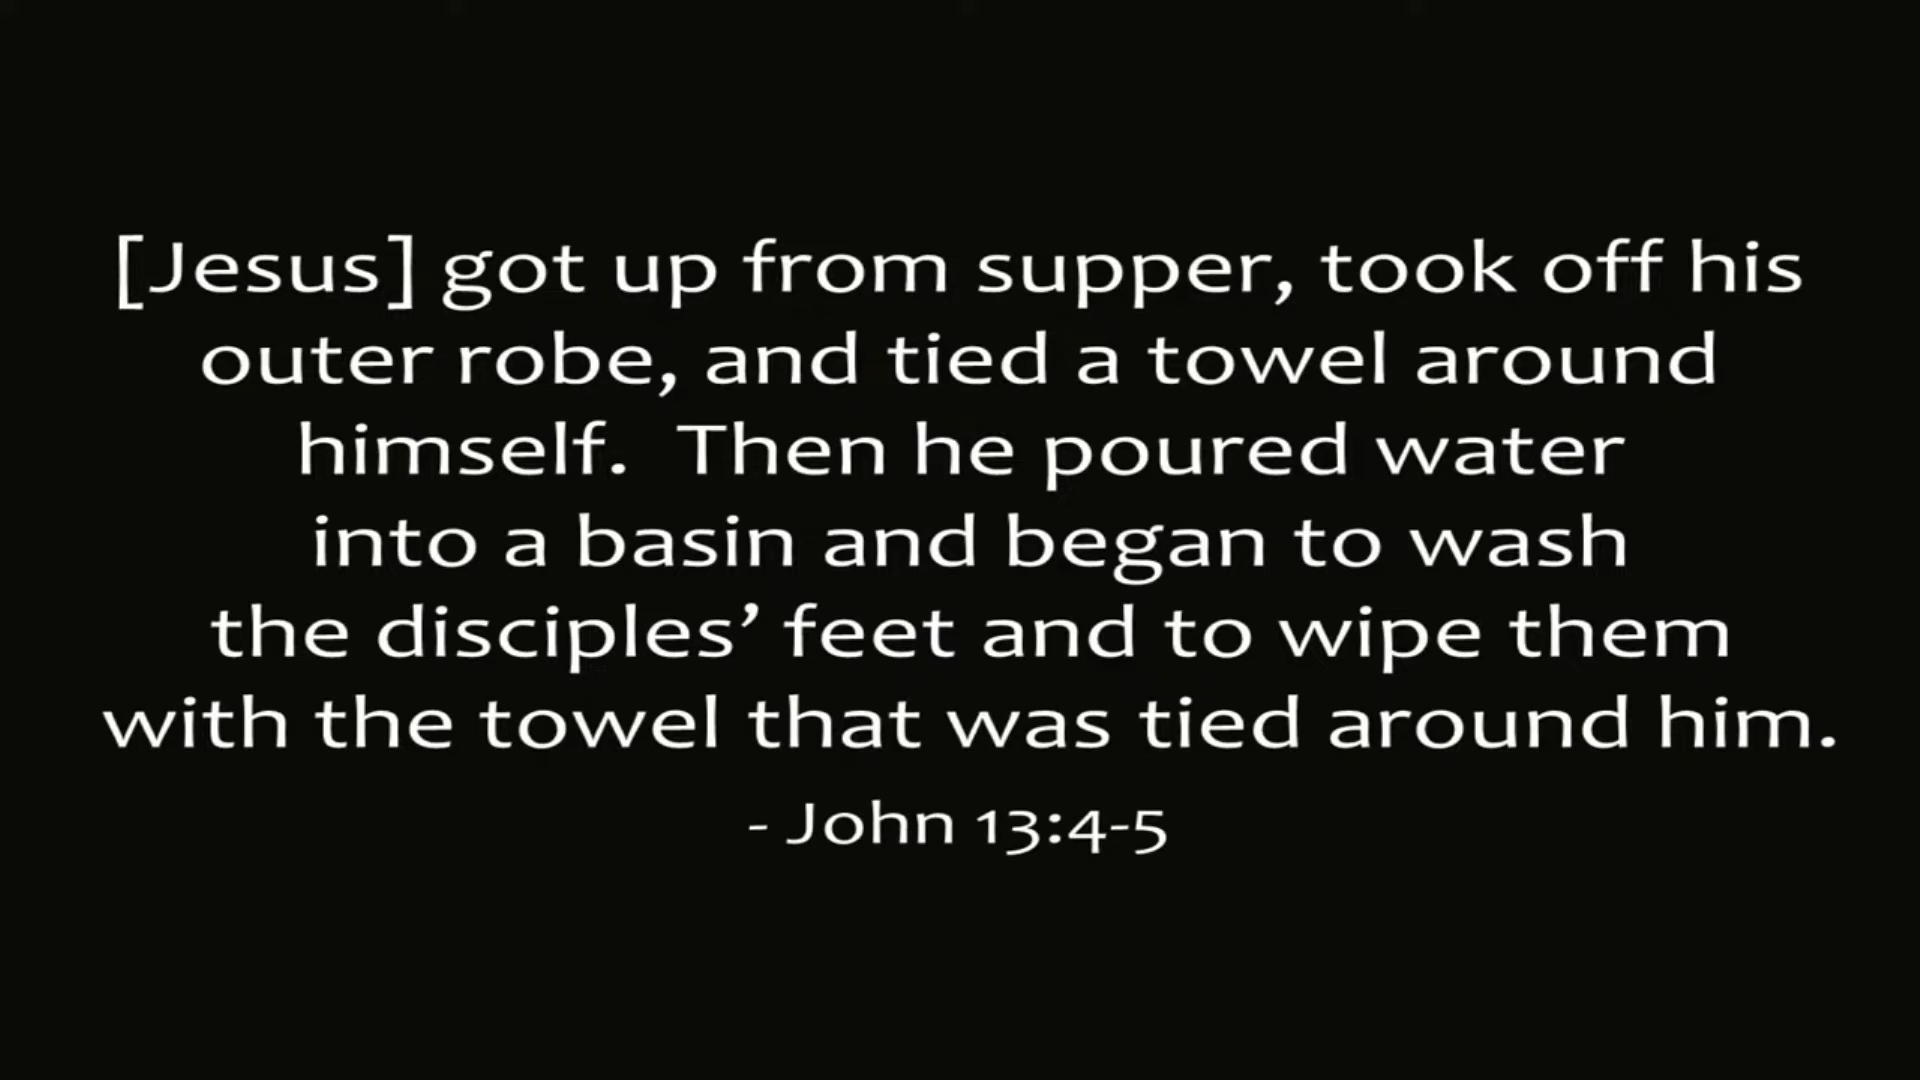 [Jesus] got up from supper, took off his
outer robe, and tied a towel around
himself.  Then he poured water
into a basin and began to wash
the disciples’ feet and to wipe them
with the towel that was tied around him.
- John 13:4-5